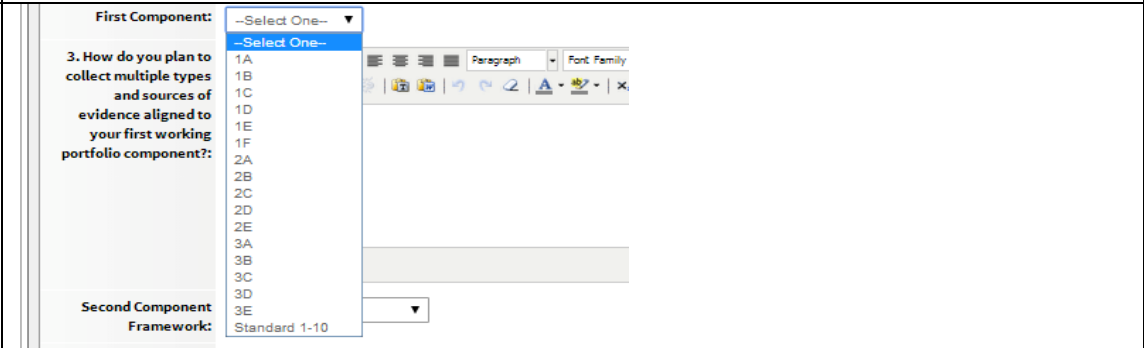 First Component:
--Select One--
--Select One--
1A
1B
1C
1D
1E
1F
2A
2B
2C
2D
2E
3A
3B
3C
3D
3E
Standard 1-10
3. How do you plan to
collect multiple types
and sources of
evidence aligned to
your first working
portfolio component?:
Paragraph
Font Family
Second Component
Framework: